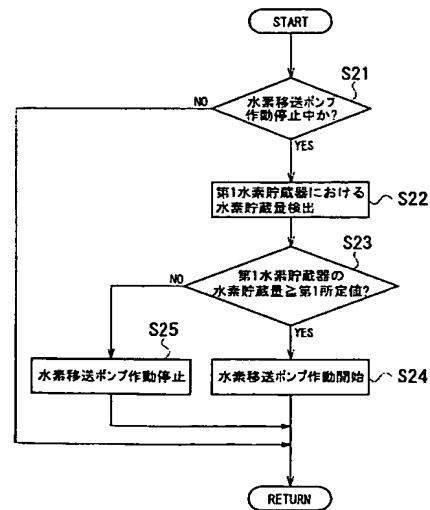 START
S21
水素移送ポンプ
作動停止中か?
NO
YES
第1水素貯蔵器における
水素貯蔵量検出
S22
S23
第1水素貯蔵器の
水素貯蔵量≧第1所定値?
NO
YES
S25
水素移送ポンプ作動停止
水素移送ポンプ作動開始
S24
RETURN